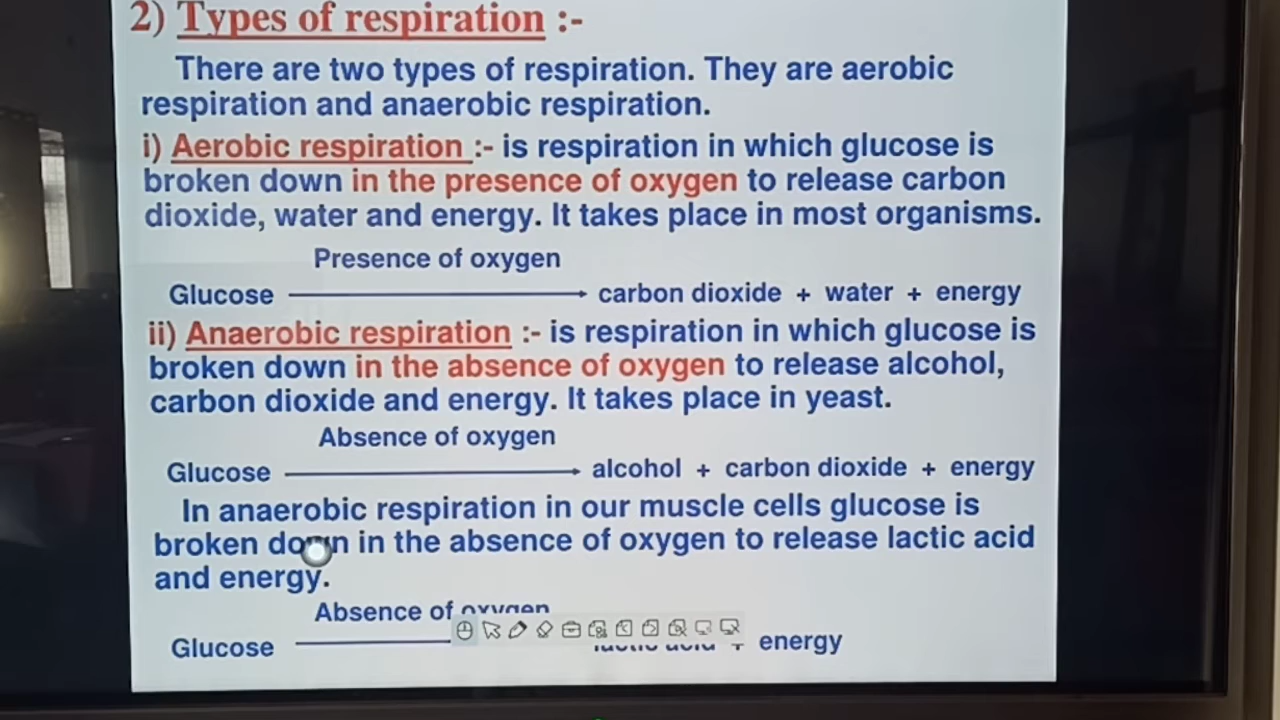 2) Types of respiration :-
There are two types of respiration. They are aerobic
respiration and anaerobic respiration.
i) Aerobic respiration :- is respiration in which glucose is
broken down in the presence of oxygen to release carbon
dioxide, water and energy. It takes place in most organisms.
Presence of oxygen
Glucose carbon dioxide + water + energy
ii) Anaerobic respiration :- is respiration in which glucose is
broken down in the absence of oxygen to release alcohol,
carbon dioxide and energy. It takes place in yeast.
Absence of oxygen
Glucose alcohol + carbon dioxide + energy
In anaerobic respiration in our muscle cells glucose is
broken down in the absence of oxygen to release lactic acid
and energy.
Absence of oxygen
Glucose lactic acid + energy